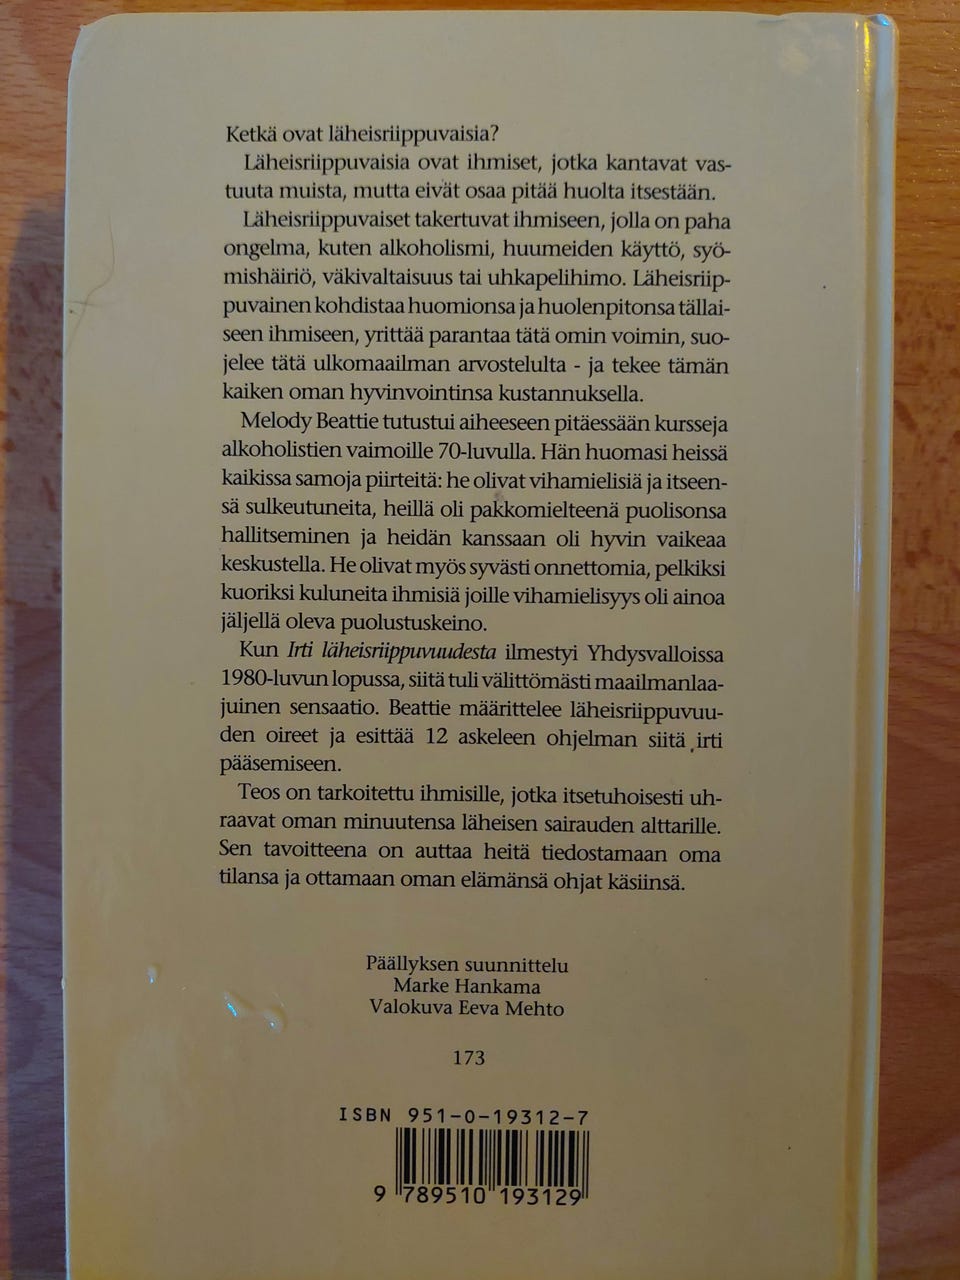 Ketkä ovat läheisriippuvaisia?
Läheisriippuvaisia ovat ihmiset, jotka kantavat vas-
tuuta muista, mutta eivät osaa pitää huolta itsestään.
Läheisriippuvaiset takertuvat ihmiseen, jolla on paha
ongelma, kuten alkoholismi, huumeiden käyttö, syö-
mishäiriö, väkivaltaisuus tai uhkapelihimo. Läheisriip-
puvainen kohdistaa huomionsa ja huolenpitonsa tällai-
seen ihmiseen, yrittää parantaa tätä omin voimin, suo-
jelee tätä ulkomaailman arvostelulta - ja tekee tämän
kaiken oman hyvinvointinsa kustannuksella.
Melody Beattie tutustui aiheeseen pitäessään kursseja
alkoholistien vaimoille 70-luvulla. Hän huomasi heissä
kaikissa samoja piirteitä: he olivat vihamielisiä ja itseen-
sä sulkeutuneita, heillä oli pakkomielteenä puolisonsa
hallitseminen ja heidän kanssaan oli hyvin vaikeaa
keskustella. He olivat myös syvästi onnettomia, pelkiksi
kuoriksi kuluneita ihmisiä joille vihamielisyys oli ainoa
jäljellä oleva puolustuskeino.
Kun Irti läheisriippuvuudesta ilmestyi Yhdysvalloissa
1980-luvun lopussa, siitä tuli välittömästi maailmanlaa-
juinen sensaatio. Beattie määrittelee läheisriippuvuu-
den oireet ja esittää 12 askeleen ohjelman siitä irti
pääsemiseen.
Teos on tarkoitettu ihmisille, jotka itsetuhoisesti uh-
raavat oman minuutensa läheisen sairauden alttarille.
Sen tavoitteena on auttaa heitä tiedostamaan oma
tilansa ja ottamaan oman elämänsä ohjat käsiinsä.
Päällyksen suunnittelu
Marke Hankama
Valokuva Eeva Mehto
173
ISBN 951-0-19312-7
9 789510 193129